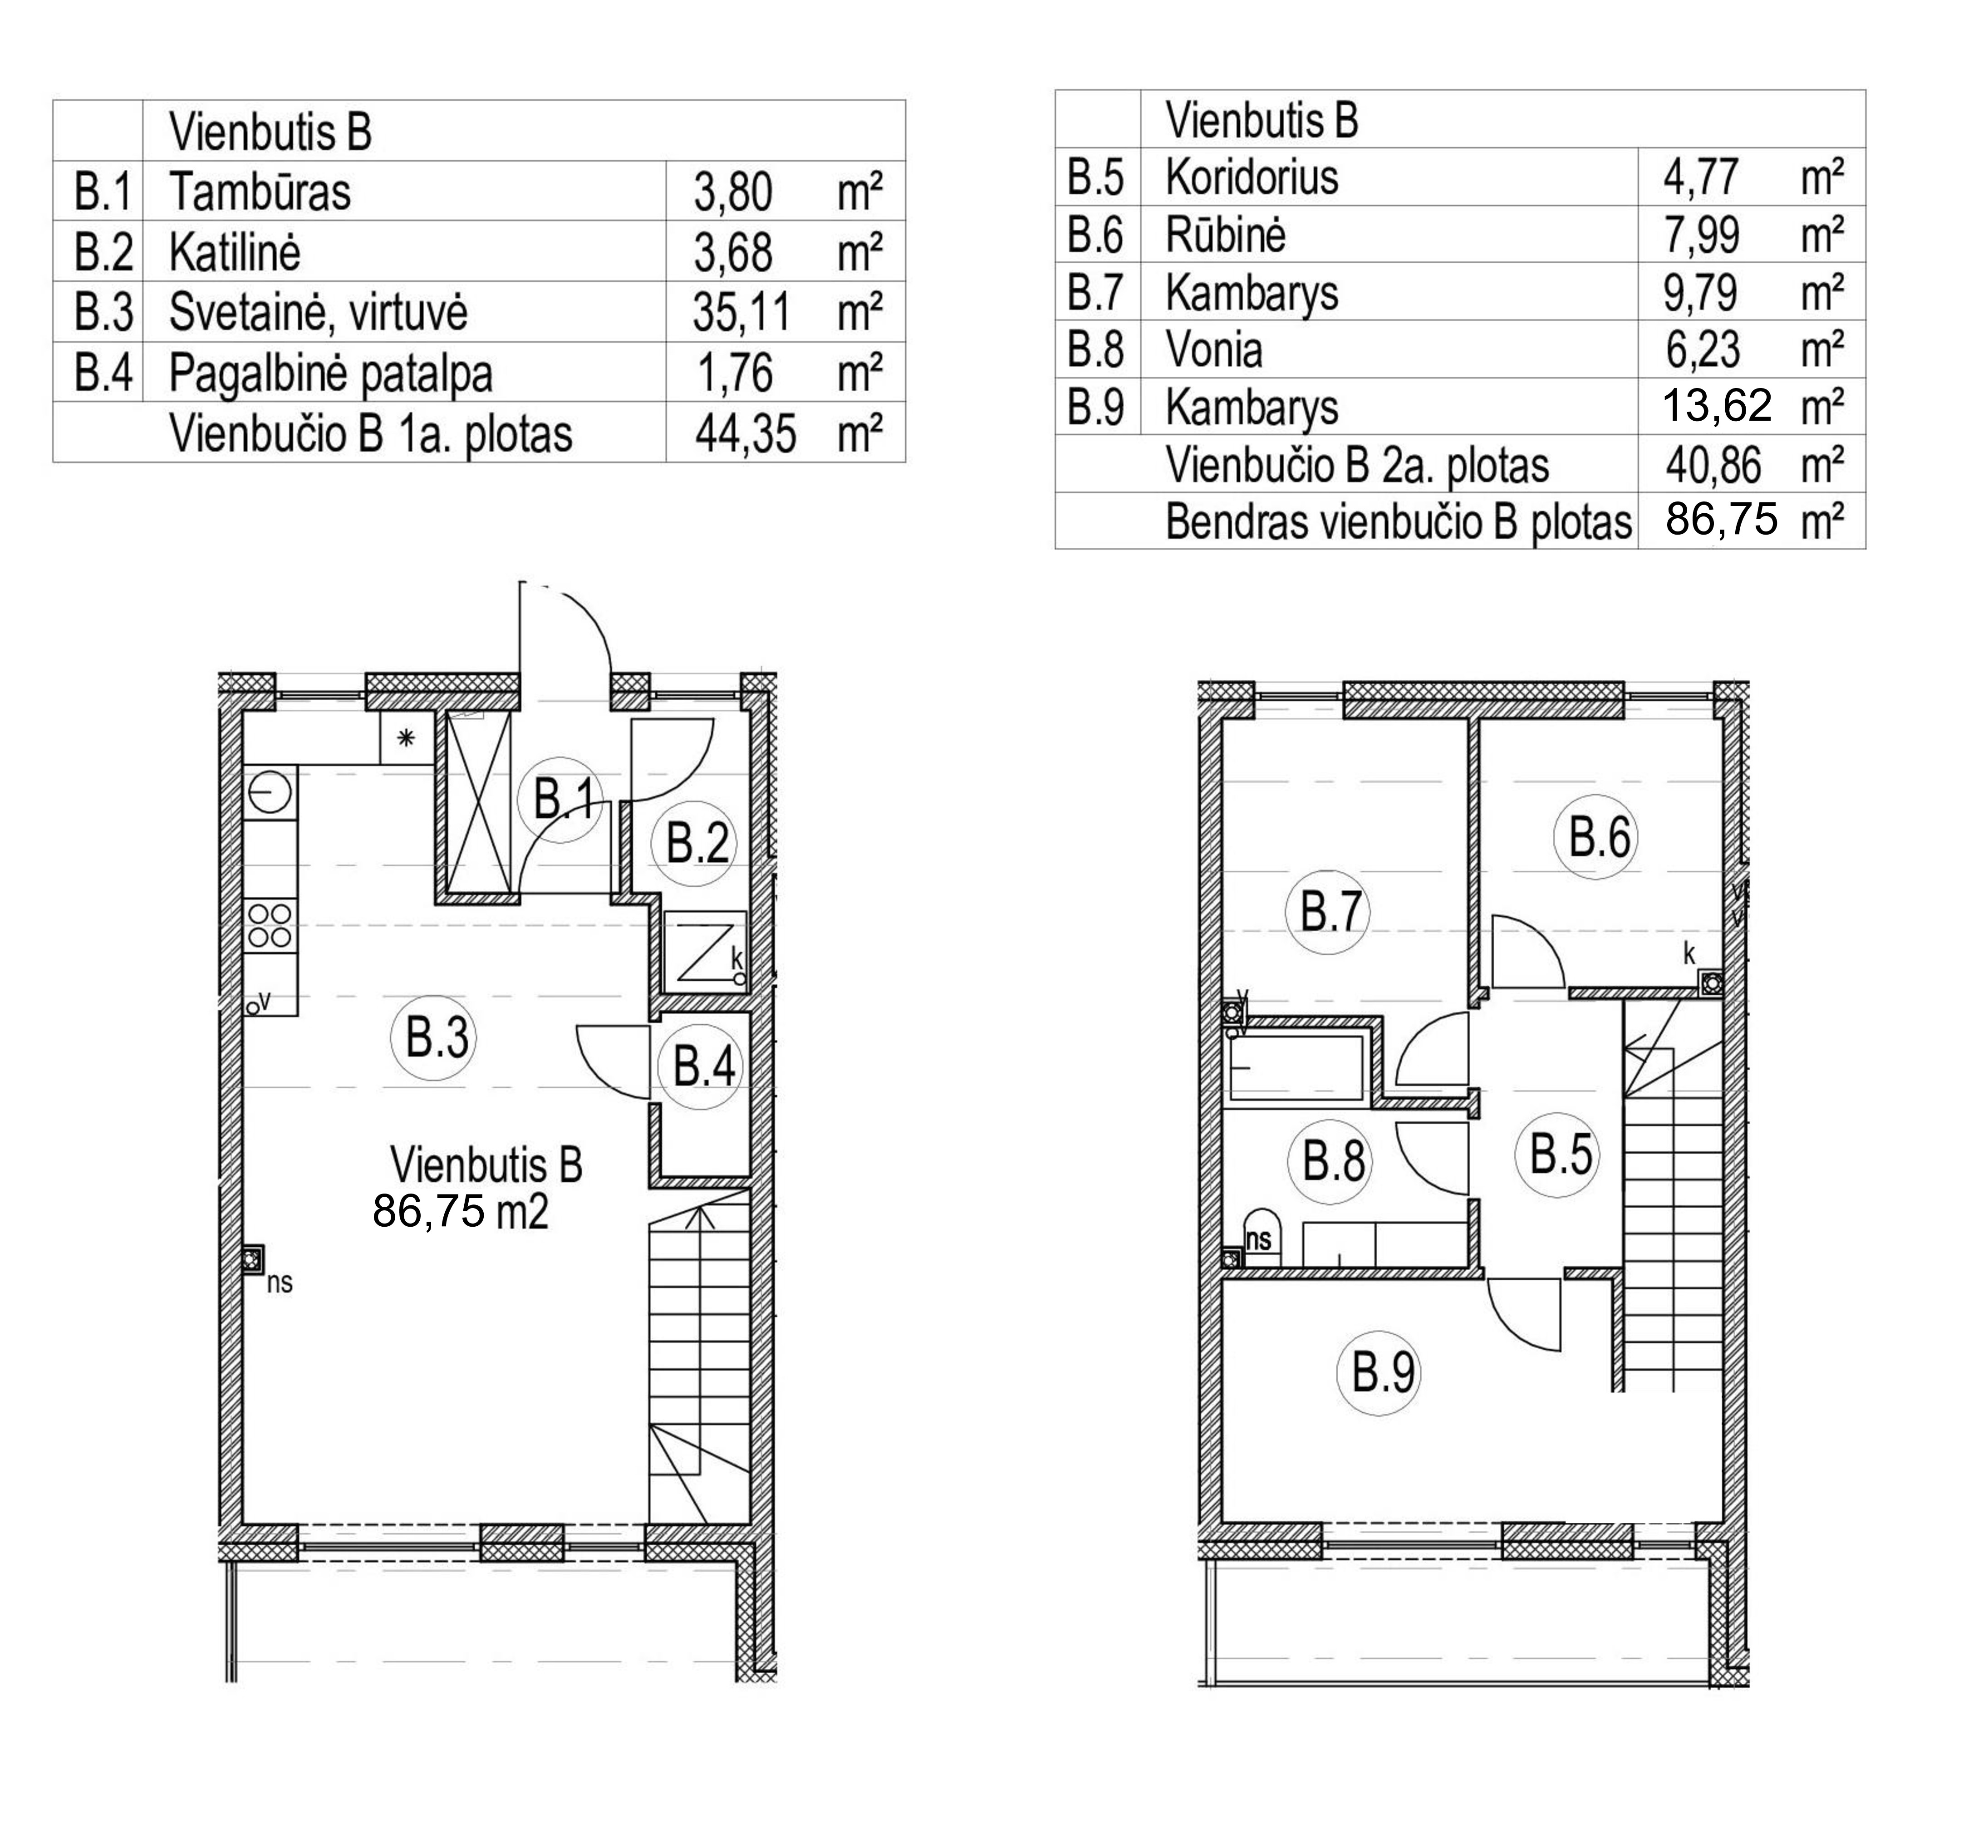 Vienbutis B
B.1 Tambūras 3,80 m²
B.2 Katilinė 3,68 m²
B.3 Svetainė, virtuvė 35,11 m²
B.4 Pagalbinė patalpa 1,76 m²
Vienbučio B 1a. plotas 44,35 m²
Vienbutis B
B.5 Koridorius 4,77 m²
B.6 Rūbinė 7,99 m²
B.7 Kambarys 9,79 m²
B.8 Vonia 6,23 m²
B.9 Kambarys 13,62 m²
Vienbučio B 2a. plotas 40,86 m²
Bendras vienbučio B plotas 86,75 m²
B.1
B.2
k
v
B.3
B.4
Vienbutis B
86,75 m2
ns
B.6
B.7
k
v
v
B.8
B.5
ns
B.9